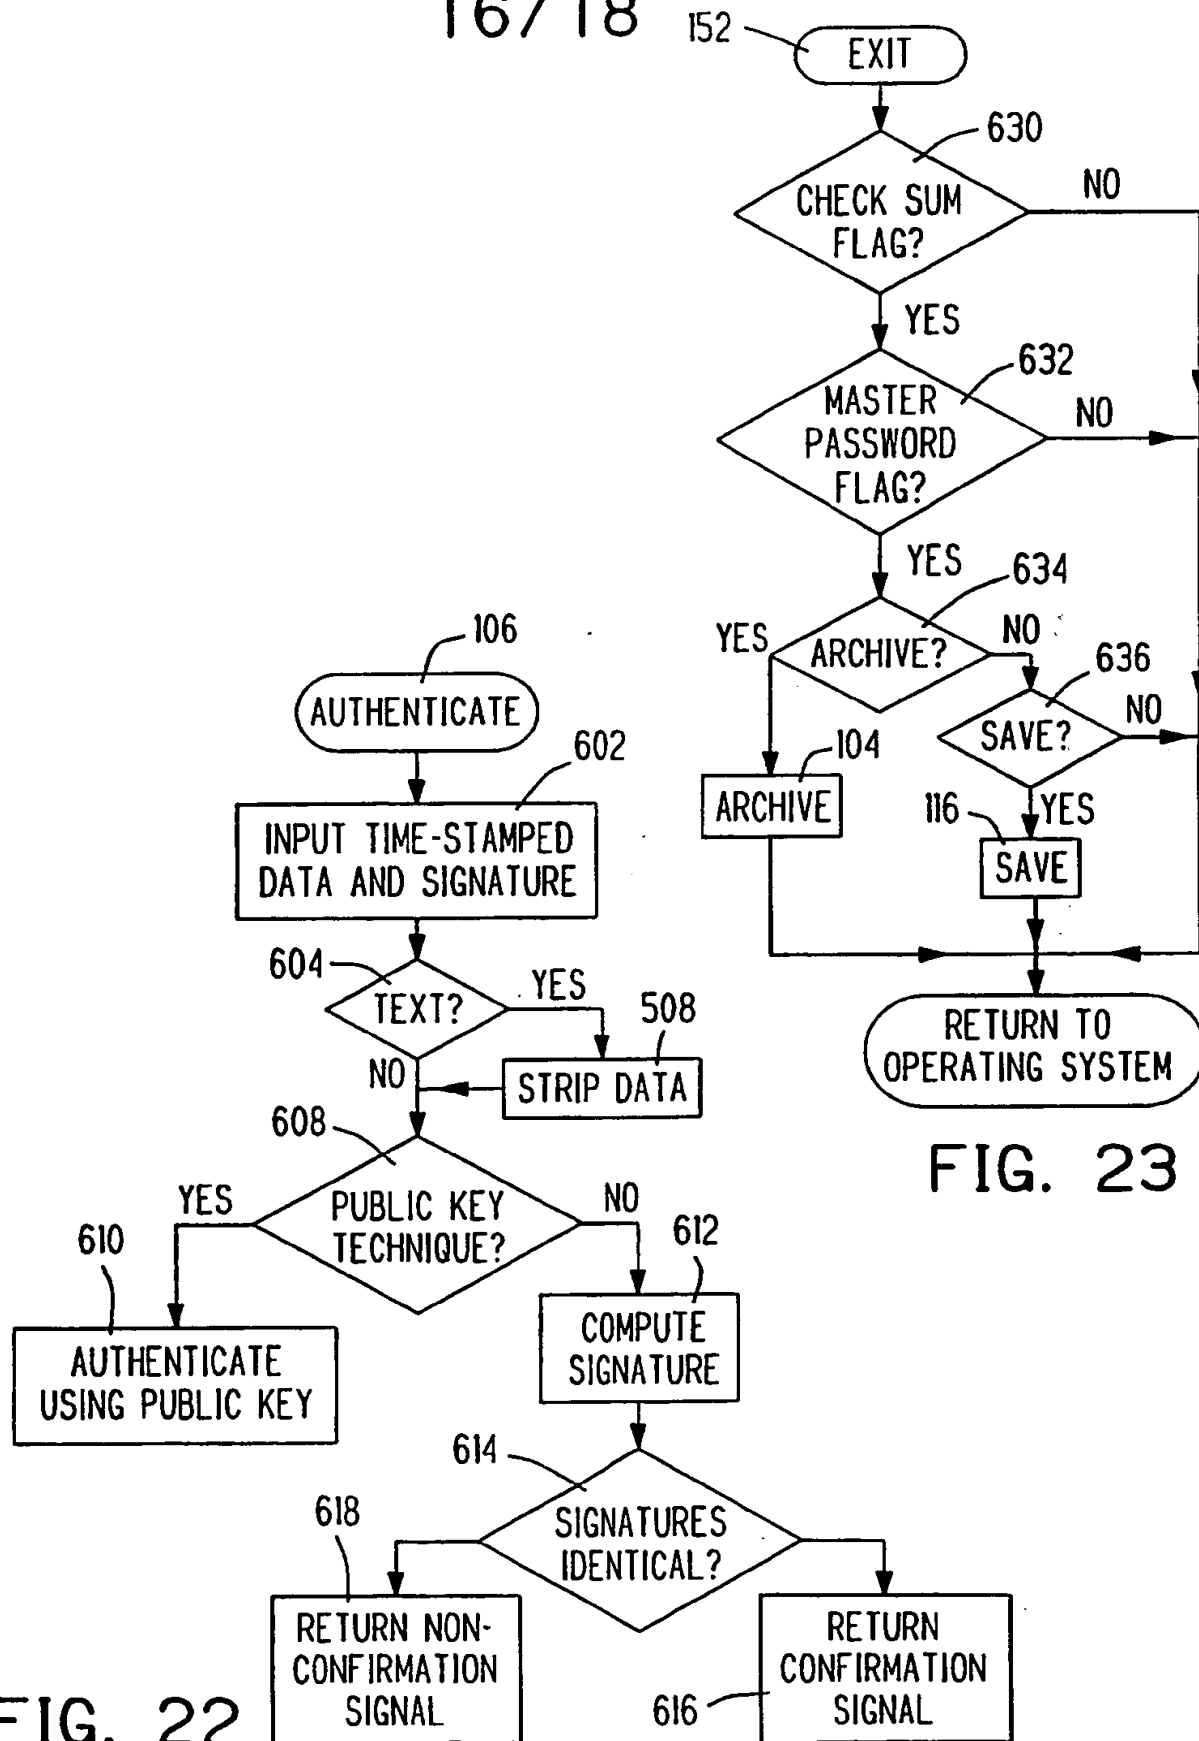 16/18
152
EXIT
630
CHECK SUM
FLAG?
NO
YES
632
MASTER
PASSWORD
FLAG?
NO
YES
634
ARCHIVE?
YES
NO
636
SAVE?
NO
104
ARCHIVE
YES
116
SAVE
RETURN TO
OPERATING SYSTEM
FIG. 23
106
AUTHENTICATE
602
INPUT TIME-STAMPED
DATA AND SIGNATURE
604
TEXT?
YES
508
STRIP DATA
NO
608
PUBLIC KEY
TECHNIQUE?
YES
NO
610
AUTHENTICATE
USING PUBLIC KEY
612
COMPUTE
SIGNATURE
614
SIGNATURES
IDENTICAL?
618
RETURN NON-
CONFIRMATION
SIGNAL
616
RETURN
CONFIRMATION
SIGNAL
FIG. 22